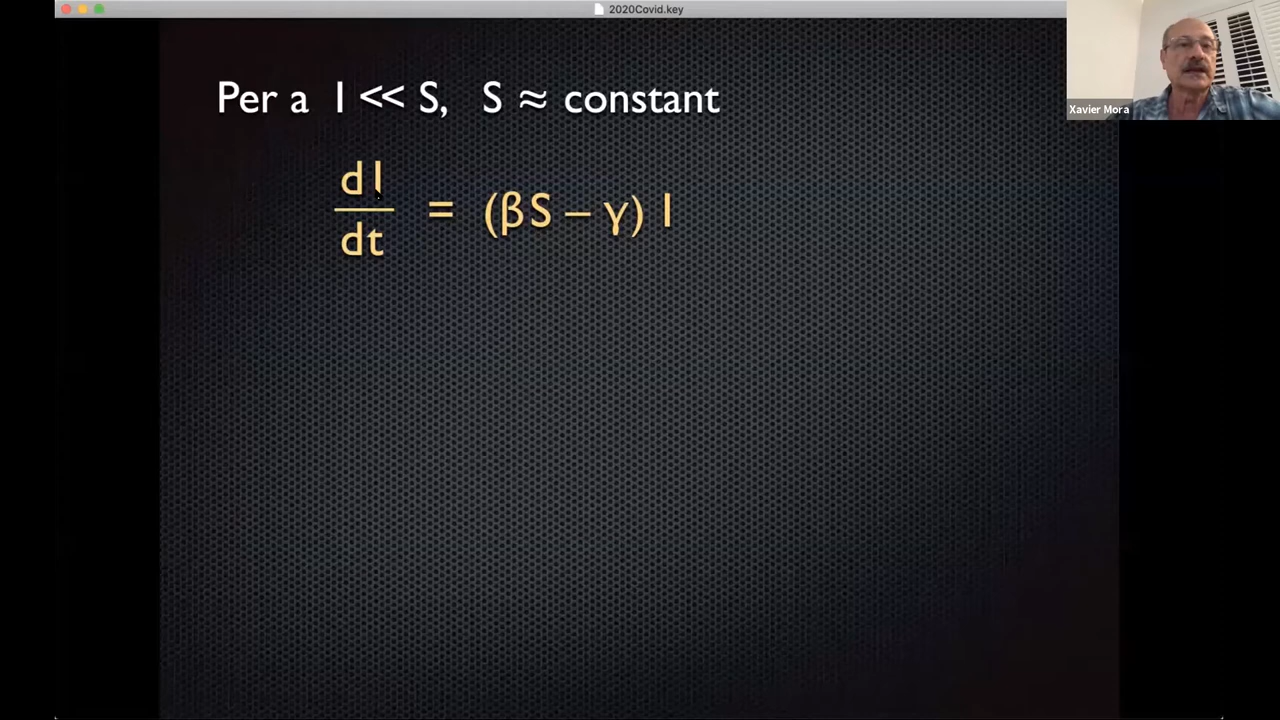 2020Covid.key
Xavier Mora
Per a I << S, S ≈ constant
dI
dt
= (βS – γ) I